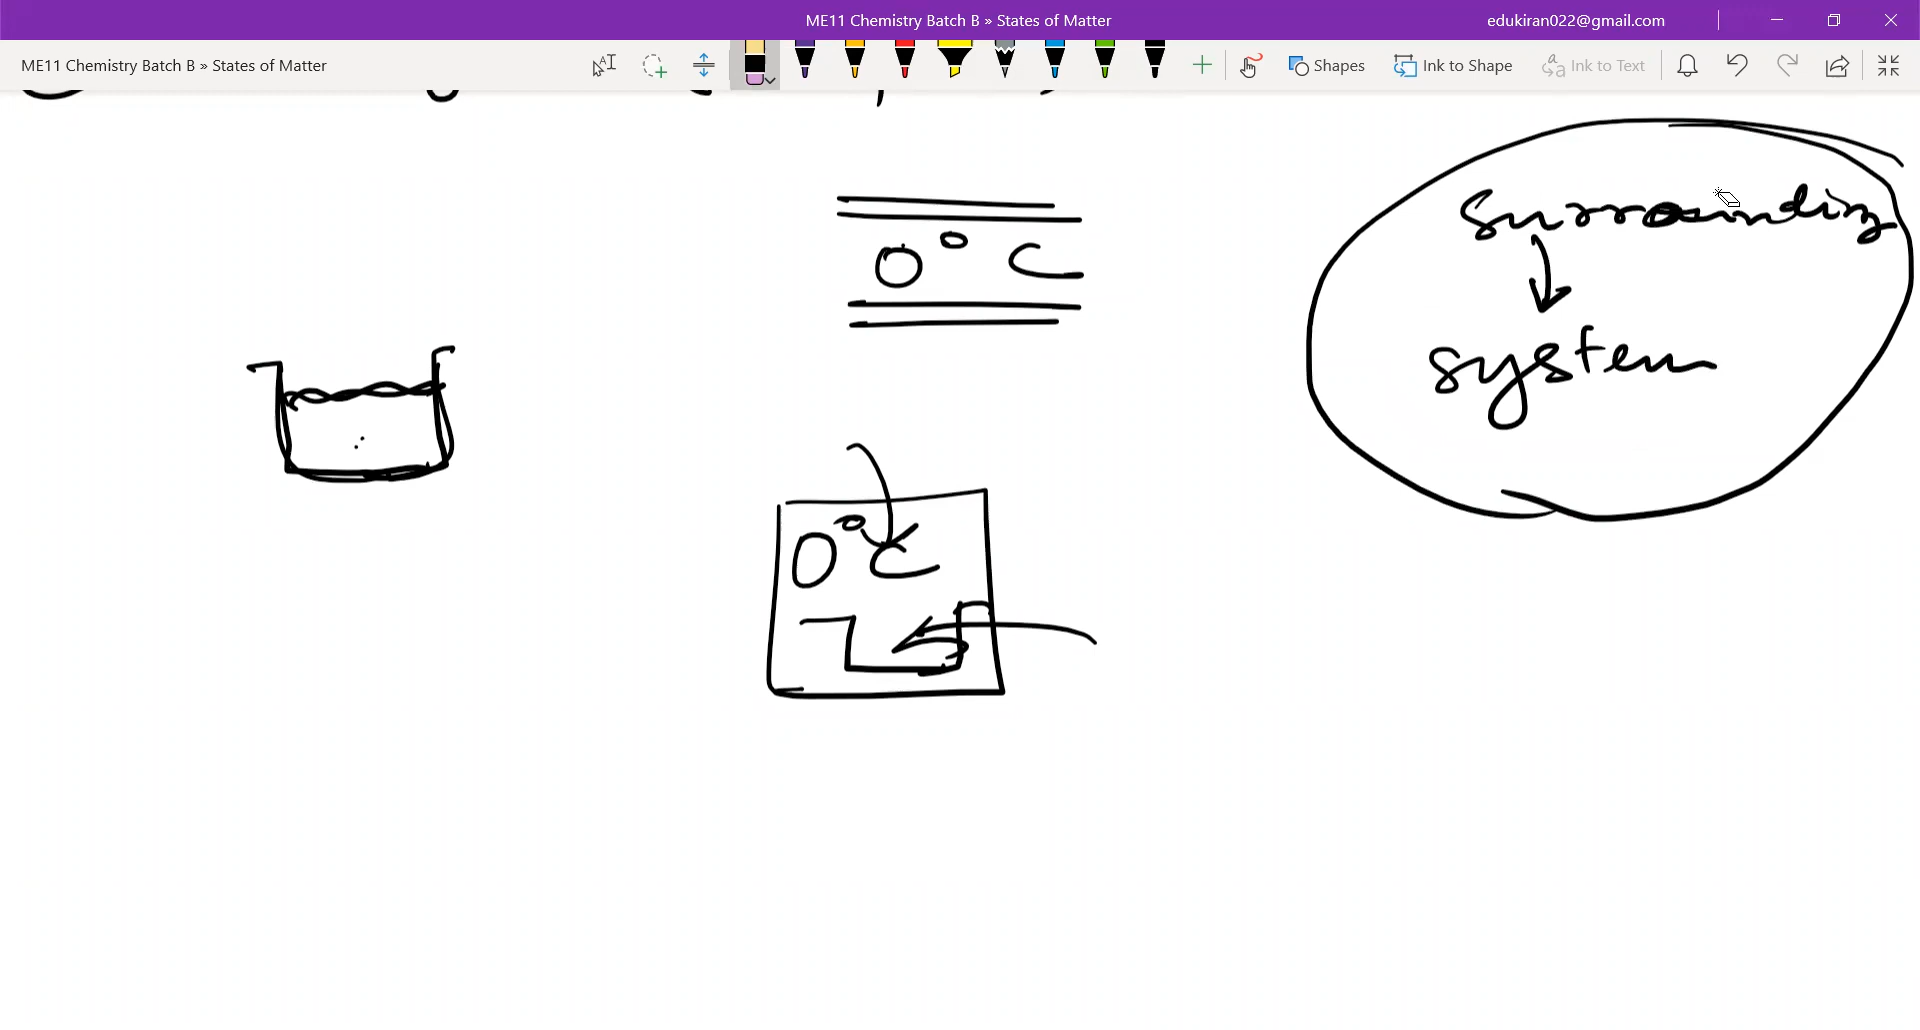 ME11 Chemistry Batch B » States of Matter
edukiran022@gmail.com
ME11 Chemistry Batch B » States of Matter
Shapes
Ink to Shape
Ink to Text
surrounding
0° C
system
0°C